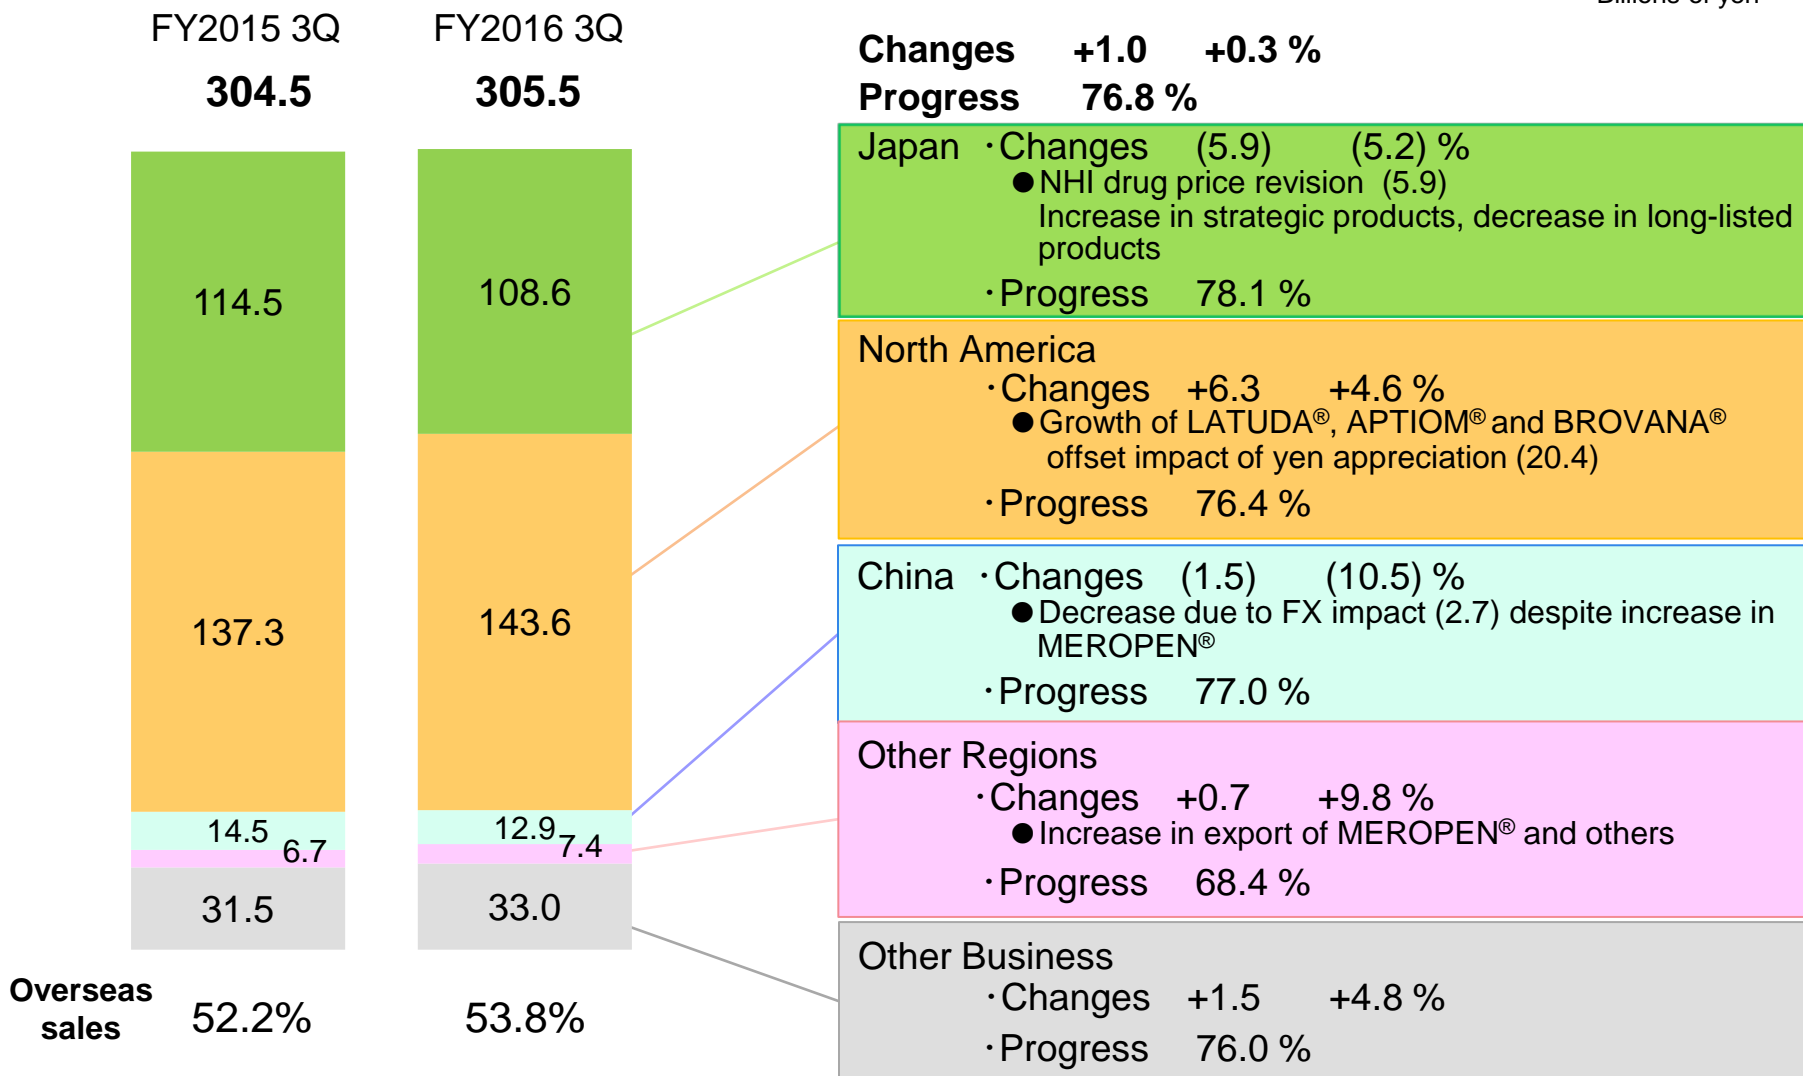 Billions of yen
FY2015 3Q
FY2016 3Q
304.5
305.5
Changes +1.0 +0.3 %
Progress 76.8 %
114.5
108.6
137.3
143.6
14.5
12.9
6.7
7.4
31.5
33.0
Overseas
sales
52.2%
53.8%
Japan ・Changes (5.9) (5.2) %
●NHI drug price revision (5.9)
Increase in strategic products, decrease in long-listed
products
・Progress 78.1 %
North America
・Changes +6.3 +4.6 %
●Growth of LATUDA®, APTIOM® and BROVANA®
offset impact of yen appreciation (20.4)
・Progress 76.4 %
China ・Changes (1.5) (10.5) %
●Decrease due to FX impact (2.7) despite increase in
MEROPEN®
・Progress 77.0 %
Other Regions
・Changes +0.7 +9.8 %
●Increase in export of MEROPEN® and others
・Progress 68.4 %
Other Business
・Changes +1.5 +4.8 %
・Progress 76.0 %